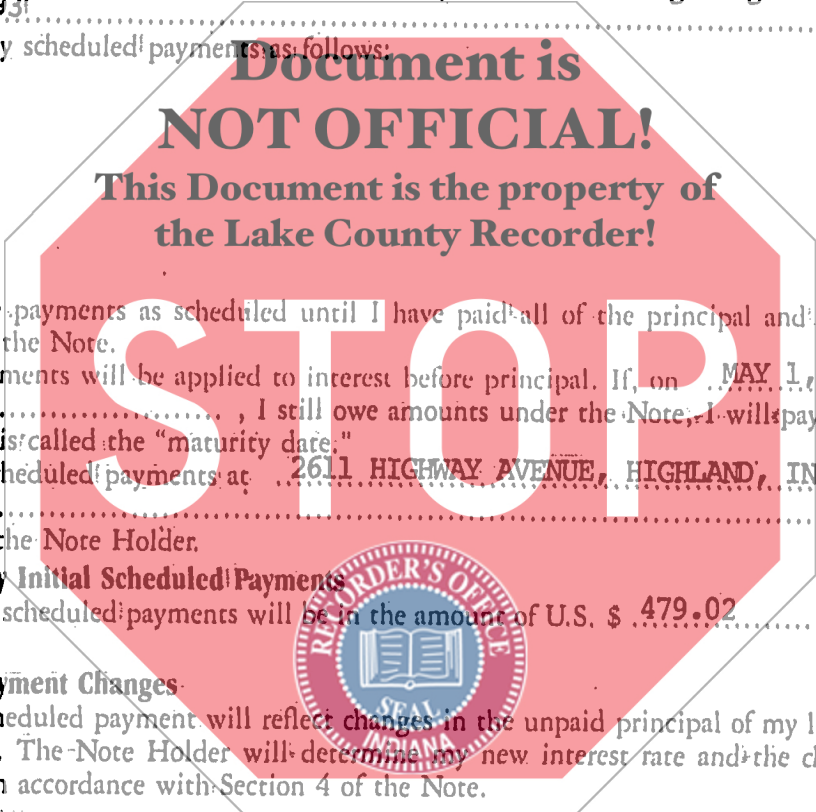 y scheduled payments as follows:
Document is
NOT OFFICIAL!
This Document is the property of
the Lake County Recorder!
payments as scheduled until I have paid all of the principal and
the Note.
ments will be applied to interest before principal. If, on MAY 1,
, I still owe amounts under the Note, I will pay
is called the "maturity date."
heduled payments at 2611 HIGHWAY AVENUE, HIGHLAND, IN
the Note Holder.
Initial Scheduled Payments
scheduled payments will be in the amount of U.S. $ 479.02
yment Changes
heduled payment will reflect changes in the unpaid principal of my l
. The Note Holder will determine my new interest rate and the c
accordance with Section 4 of the Note.
STOP
RECORDER'S OFFICE
SEAL
INDIANA